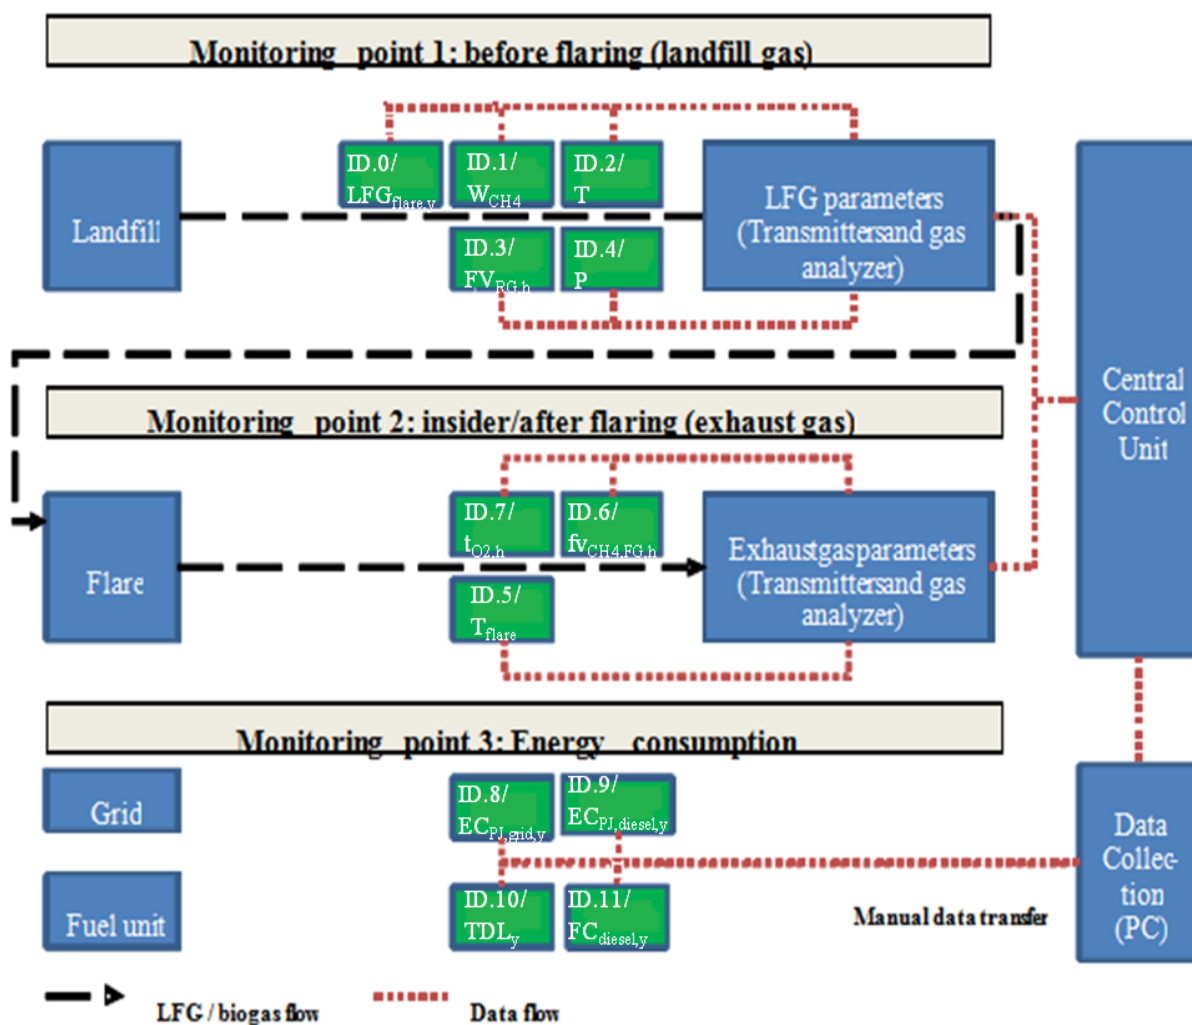 Monitoring point 1: before flaring (landfill gas)
Landfill
ID.0/
LFGflare,y
ID.1/
WCH4
ID.2/
T
ID.3/
FVRG,h
ID.4/
P
LFG parameters
(Transmittersand gas
analyzer)
Central
Control
Unit
Monitoring point 2: insider/after flaring (exhaust gas)
Flare
ID.7/
tO2,h
ID.6/
fvCH4,FG,h
ID.5/
Tflare
Exhaustgasparameters
(Transmittersand gas
analyzer)
Monitoring point 3: Energy consumption
Grid
Fuel unit
ID.8/
ECPJ,grid,y
ID.9/
ECPJ,diesel,y
ID.10/
TDLy
ID.11/
FCdiesel,y
Manual data transfer
Data
Collec-
tion
(PC)
LFG / biogas flow
Data flow